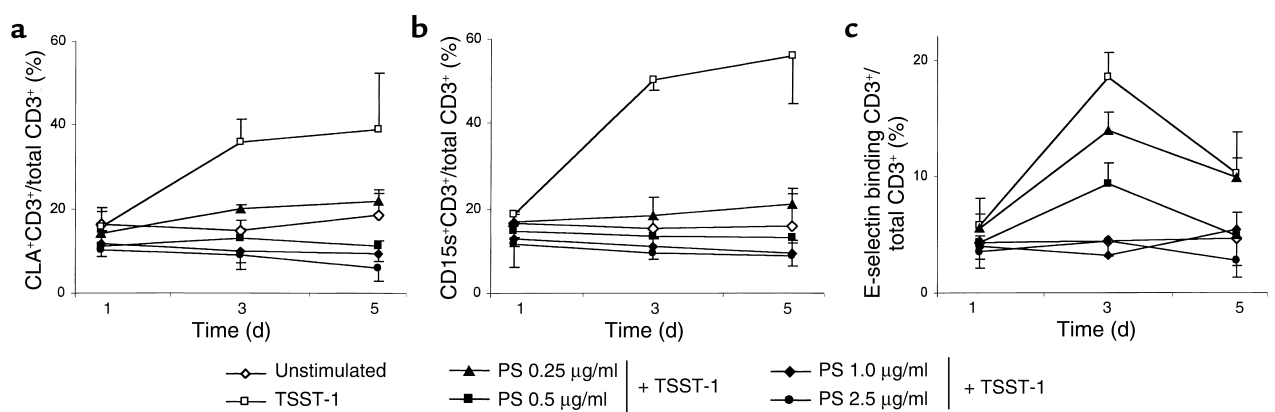 a
CLA⁺CD3⁺/total CD3⁺ (%)
60
40
20
0
1 3 5
Time (d)
b
CD15s⁺CD3⁺/total CD3⁺ (%)
60
40
20
0
1 3 5
Time (d)
c
E-selectin binding CD3⁺/
total CD3⁺ (%)
20
10
0
1 3 5
Time (d)
Unstimulated
TSST-1
PS 0.25 μg/ml
PS 0.5 μg/ml
+ TSST-1
PS 1.0 μg/ml
PS 2.5 μg/ml
+ TSST-1